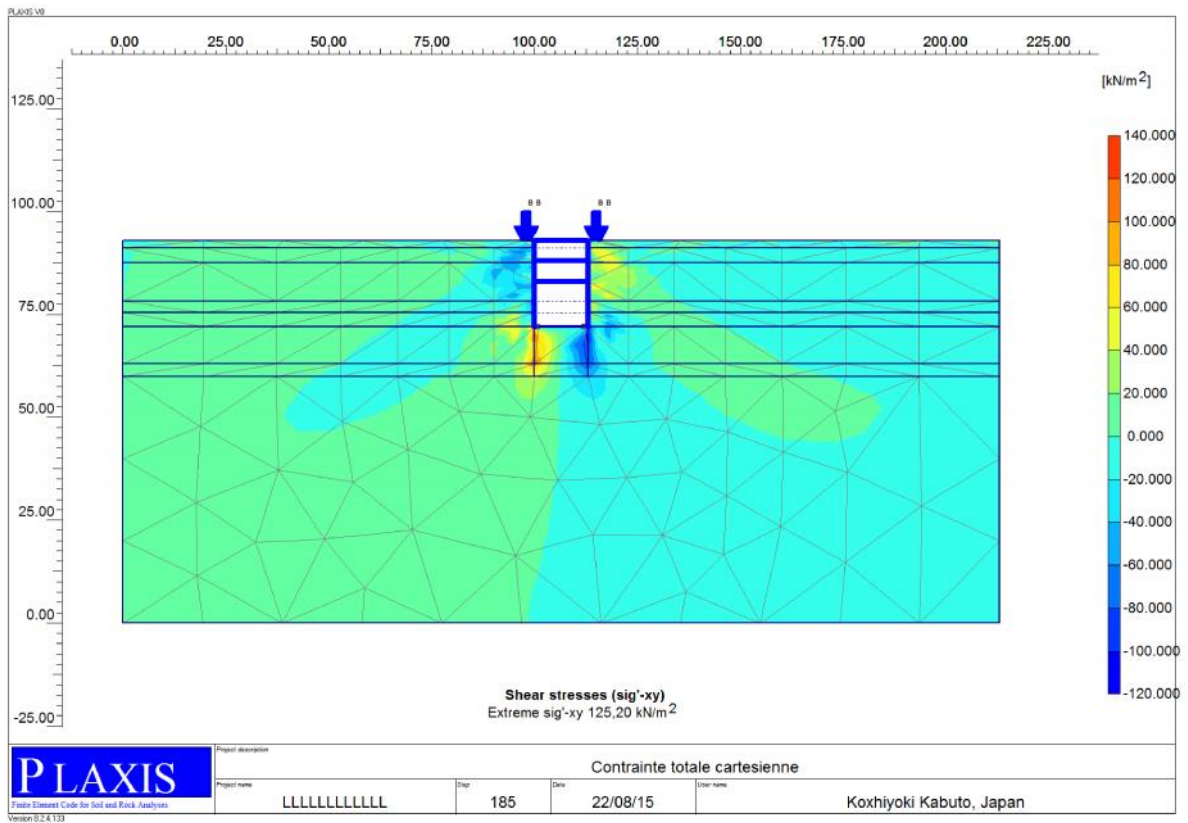 PLAXIS V8
0.00 25.00 50.00 75.00 100.00 125.00 150.00 175.00 200.00 225.00
[kN/m2]
125.00
100.00
75.00
50.00
25.00
0.00
-25.00
B B
B B
140.000
120.000
100.000
80.000
60.000
40.000
20.000
0.000
-20.000
-40.000
-60.000
-80.000
-100.000
-120.000
Shear stresses (sig'-xy)
Extreme sig'-xy 125,20 kN/m2
PLAXIS
Finite Element Code for Soil and Rock Analyses
Version 8.2.4.133
Project description
Contrainte totale cartesienne
Project name
LLLLLLLLLLLL
Step
185
Date
22/08/15
User name
Koxhiyoki Kabuto, Japan